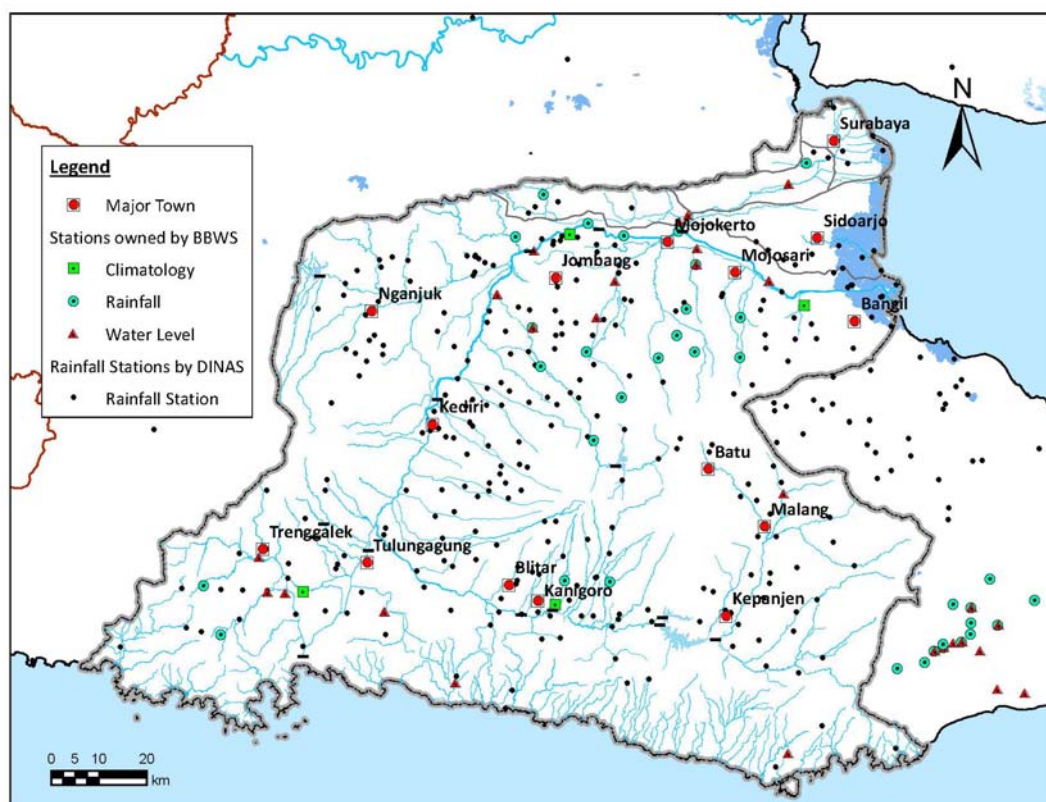 N
Surabaya
Legend
Major Town
Stations owned by BBWS
Climatology
Rainfall
Water Level
Rainfall Stations by DINAS
Rainfall Station
Mojokerto
Sidoarjo
Jombang
Mojosari
Nganjuk
Bangil
Kediri
Batu
Malang
Trenggalek
Tulungagung
Blitar
Kanigoro
Kepanjen
0 5 10 20
km